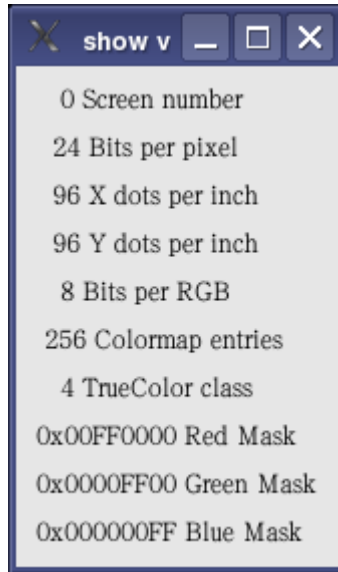 show v
0 Screen number
24 Bits per pixel
96 X dots per inch
96 Y dots per inch
8 Bits per RGB
256 Colormap entries
4 TrueColor class
0x00FF0000 Red Mask
0x0000FF00 Green Mask
0x000000FF Blue Mask